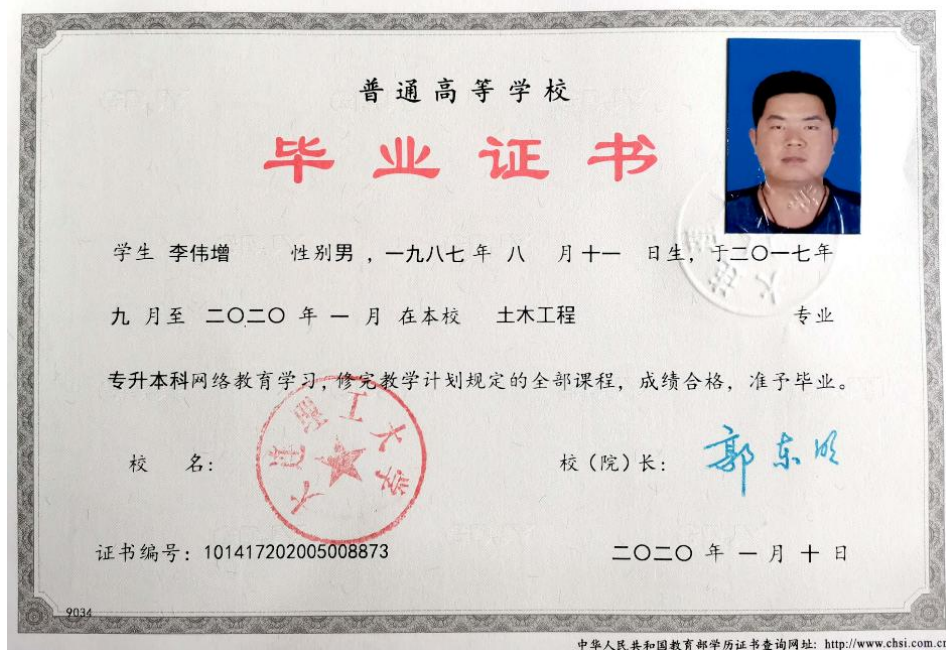 普通高等学校
毕业证书
学生 李伟增 性别男 ，一九八七年 八 月十一 日生，于二〇一七年
九 月至 二〇二〇 年 一 月 在本校 土木工程 专业
专升本科网络教育学习，修完教学计划规定的全部课程，成绩合格，准予毕业。
校 名：
大连理工大学
校（院）长：
郭东明
证书编号：101417202005008873
二〇二〇 年 一 月 十 日
9034
中华人民共和国教育部学历证书查询网址：http://www.chsi.com.cn